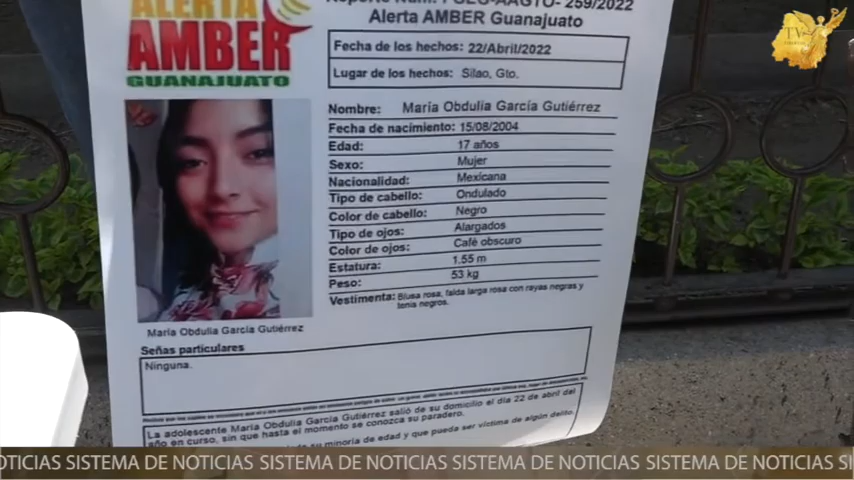 ALERTA
AMBER
GUANAJUATO
259/2022
Alerta AMBER Guanajuato
Fecha de los hechos: 22/Abril/2022
Lugar de los hechos: Silao, Gto.
Nombre: María Obdulia García Gutiérrez
Fecha de nacimiento: 15/08/2004
Edad: 17 años
Sexo: Mujer
Nacionalidad: Mexicana
Tipo de cabello: Ondulado
Color de cabello: Negro
Tipo de ojos: Alargados
Color de ojos: Café obscuro
Estatura: 1.55 m
Peso: 53 kg
Vestimenta: Blusa rosa, falda larga rosa con rayas negras y
tenis negros.
María Obdulia García Gutiérrez
Señas particulares
Ninguna.
La adolescente María Obdulia García Gutiérrez salió de su domicilio el día 22 de abril del
año en curso, sin que hasta el momento se conozca su paradero.
su minoría de edad y que pueda ser víctima de algún delito.
TV
OTICIAS SISTEMA DE NOTICIAS SISTEMA DE NOTICIAS SISTEMA DE NOTICIAS SISTEMA DE NOTICIAS SI